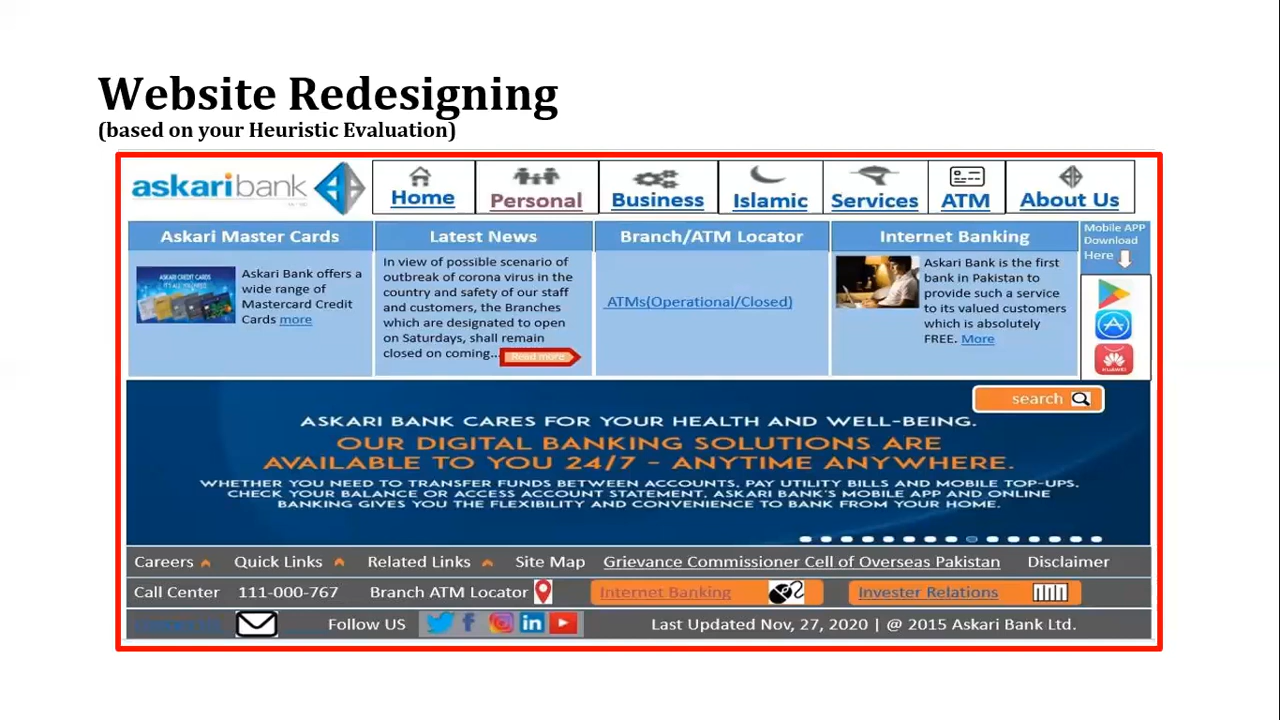 Website Redesigning
(based on your Heuristic Evaluation)
askaribank
Home
Personal
Business
Islamic
Services
ATM
About Us
Askari Master Cards
Askari Bank offers a
wide range of
Mastercard Credit
Cards more
Latest News
In view of possible scenario of
outbreak of corona virus in the
country and safety of our staff
and customers, the Branches
which are designated to open
on Saturdays, shall remain
closed on coming...
Read more
Branch/ATM Locator
ATMs(Operational/Closed)
Internet Banking
Askari Bank is the first
bank in Pakistan to
provide such a service
to its valued customers
which is absolutely
FREE. More
Mobile APP
Download
Here
HUAWEI
search
ASKARI BANK CARES FOR YOUR HEALTH AND WELL-BEING.
OUR DIGITAL BANKING SOLUTIONS ARE
AVAILABLE TO YOU 24/7 - ANYTIME ANYWHERE.
WHETHER YOU NEED TO TRANSFER FUNDS BETWEEN ACCOUNTS, PAY UTILITY BILLS AND MOBILE TOP-UPS.
CHECK YOUR BALANCE OR ACCESS ACCOUNT STATEMENT, ASKARI BANK'S MOBILE APP AND ONLINE
BANKING GIVES YOU THE FLEXIBILITY AND CONVENIENCE TO BANK FROM YOUR HOME.
Careers Quick Links Related Links Site Map Grievance Commissioner Cell of Overseas Pakistan Disclaimer
Call Center 111-000-767 Branch ATM Locator Internet Banking Invester Relations
Follow US Last Updated Nov, 27, 2020 | @ 2015 Askari Bank Ltd.